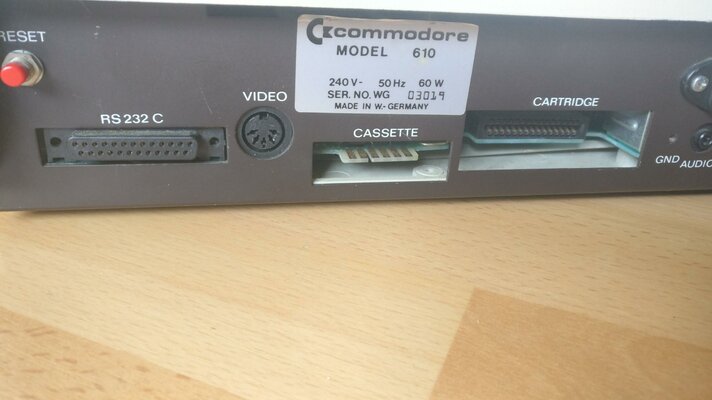 RESET
commodore
MODEL 610
240 V~ 50 Hz 60 W
SER. NO. WG 03019
MADE IN W.-GERMANY
RS 232 C
VIDEO
CASSETTE
CARTRIDGE
GND
AUDIO